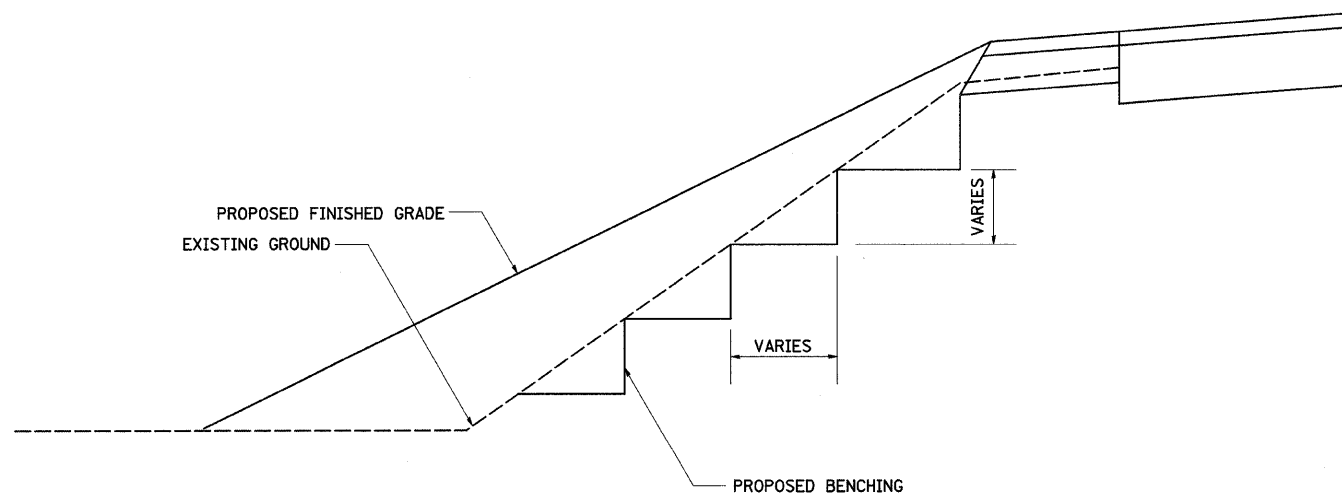 PROPOSED FINISHED GRADE
EXISTING GROUND
VARIES
VARIES
PROPOSED BENCHING